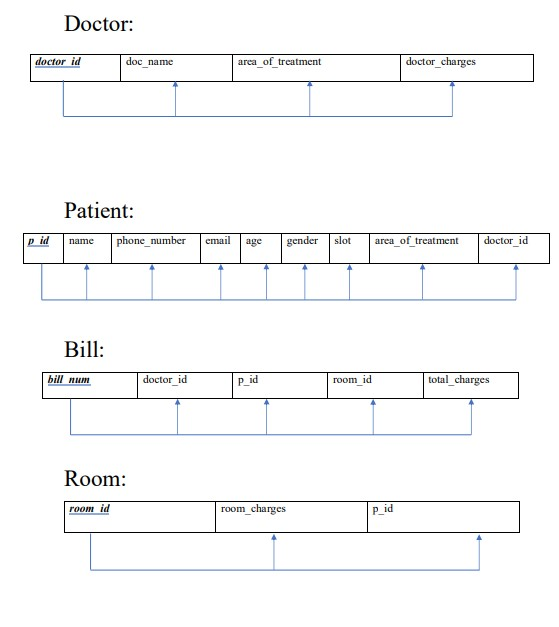 Doctor:
doctor_id doc_name area_of_treatment doctor_charges
Patient:
p_id name phone_number email age gender slot area_of_treatment doctor_id
Bill:
bill_num doctor_id p_id room_id total_charges
Room:
room_id room_charges p_id